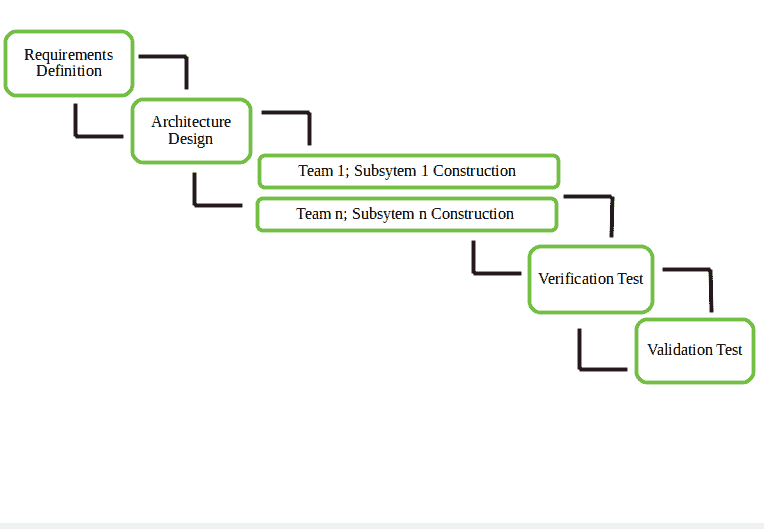 Requirements
Definition
Architecture
Design
Team 1; Subsytem 1 Construction
Team n; Subsytem n Construction
Verification Test
Validation Test